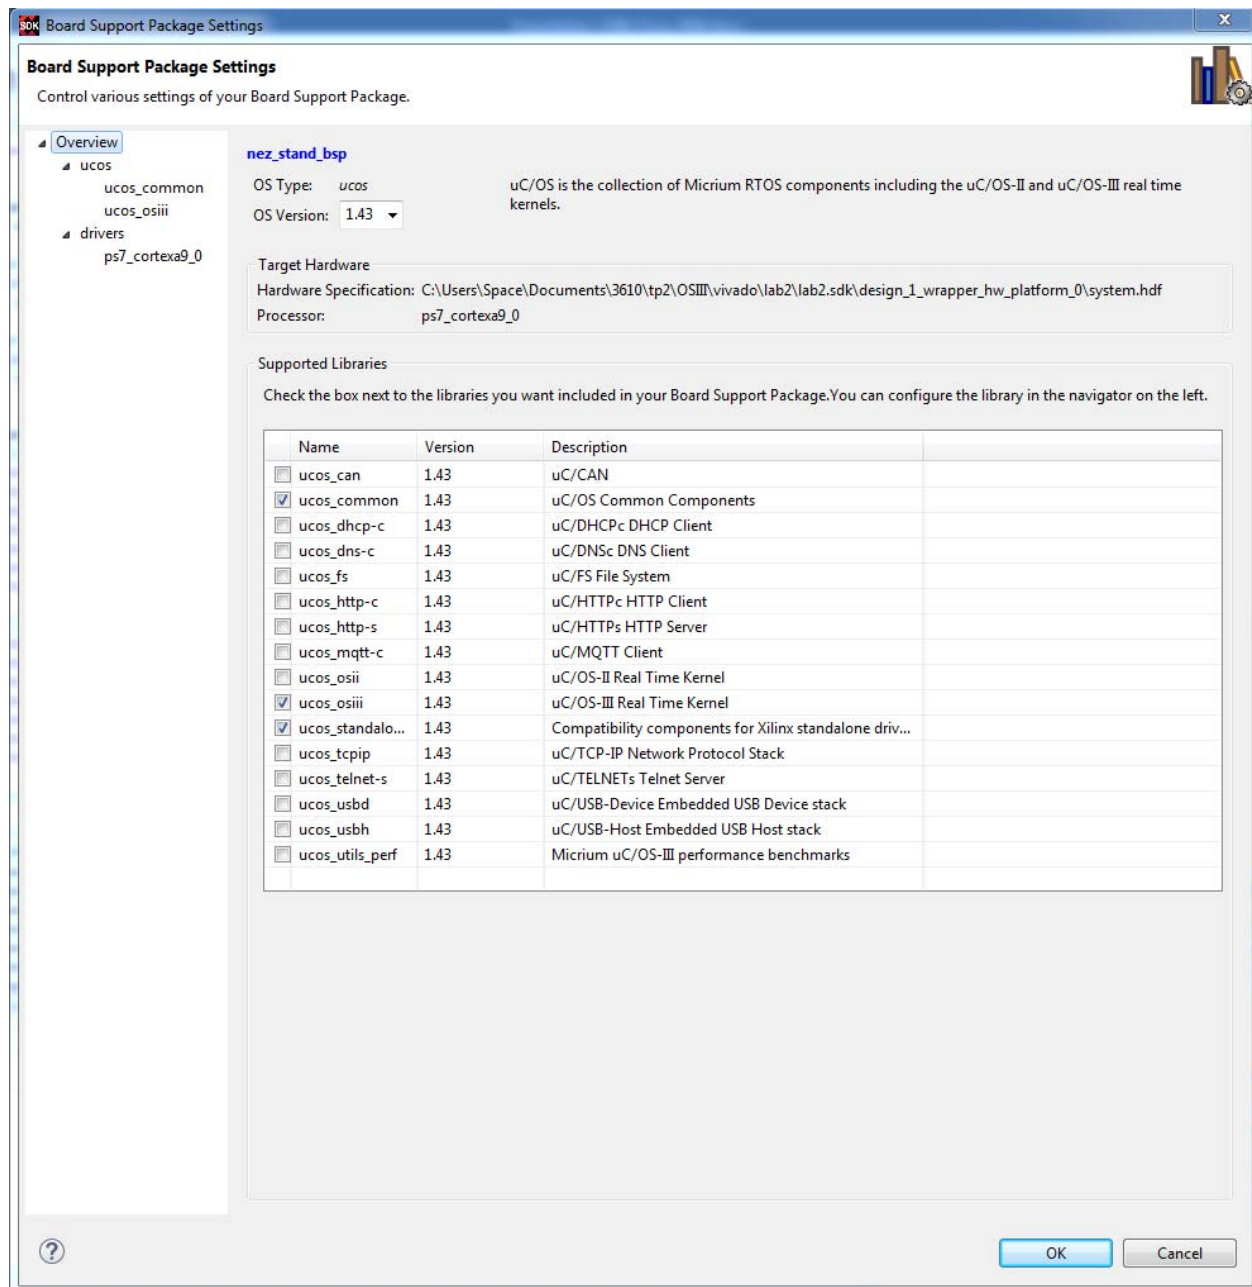 SDK Board Support Package Settings
Board Support Package Settings
Control various settings of your Board Support Package.
Overview
ucos
ucos_common
ucos_osiii
drivers
ps7_cortexa9_0
nez_stand_bsp
OS Type: ucos
uC/OS is the collection of Micrium RTOS components including the uC/OS-II and uC/OS-III real time
kernels.
OS Version: 1.43
Target Hardware
Hardware Specification: C:\Users\Space\Documents\3610\tp2\OSIII\vivado\lab2\lab2.sdk\design_1_wrapper_hw_platform_0\system.hdf
Processor: ps7_cortexa9_0
Supported Libraries
Check the box next to the libraries you want included in your Board Support Package.You can configure the library in the navigator on the left.
Name Version Description
ucos_can 1.43 uC/CAN
ucos_common 1.43 uC/OS Common Components
ucos_dhcp-c 1.43 uC/DHCPc DHCP Client
ucos_dns-c 1.43 uC/DNSc DNS Client
ucos_fs 1.43 uC/FS File System
ucos_http-c 1.43 uC/HTTPc HTTP Client
ucos_http-s 1.43 uC/HTTPs HTTP Server
ucos_mqtt-c 1.43 uC/MQTT Client
ucos_osii 1.43 uC/OS-II Real Time Kernel
ucos_osiii 1.43 uC/OS-III Real Time Kernel
ucos_standalo... 1.43 Compatibility components for Xilinx standalone driv...
ucos_tcpip 1.43 uC/TCP-IP Network Protocol Stack
ucos_telnet-s 1.43 uC/TELNETs Telnet Server
ucos_usbd 1.43 uC/USB-Device Embedded USB Device stack
ucos_usbh 1.43 uC/USB-Host Embedded USB Host stack
ucos_utils_perf 1.43 Micrium uC/OS-III performance benchmarks
OK Cancel